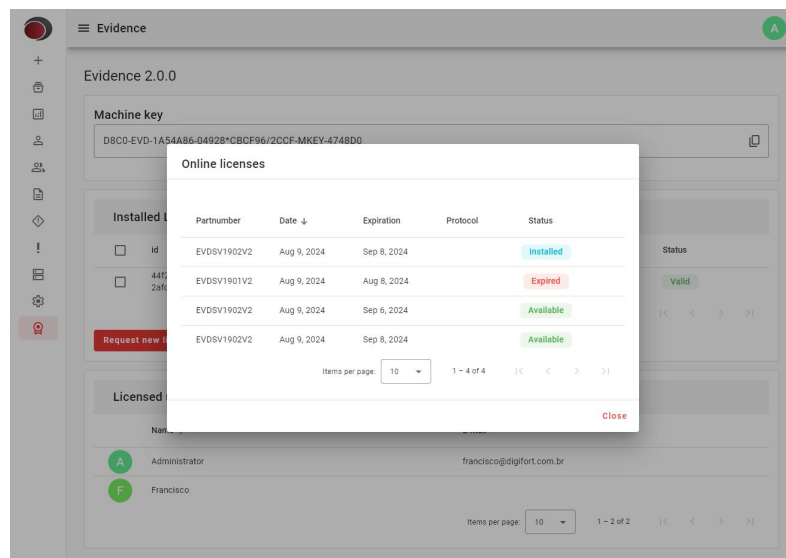 Evidence
A
Evidence 2.0.0
Machine key
D8C0-EVD-1A54A86-04928*CBCF96/2CCF-MKEY-4748D0
Online licenses
Partnumber Date Expiration Protocol Status
EVDSV1902V2 Aug 9, 2024 Sep 8, 2024 Installed
EVDSV1901V2 Aug 9, 2024 Aug 8, 2024 Expired
EVDSV1902V2 Aug 9, 2024 Sep 6, 2024 Available
EVDSV1902V2 Aug 9, 2024 Sep 8, 2024 Available
Items per page: 10 1 – 4 of 4
Close
Installed
id Status
Valid
Request new
Licensed
A Administrator francisco@digifort.com.br
F Francisco
Items per page: 10 1 – 2 of 2